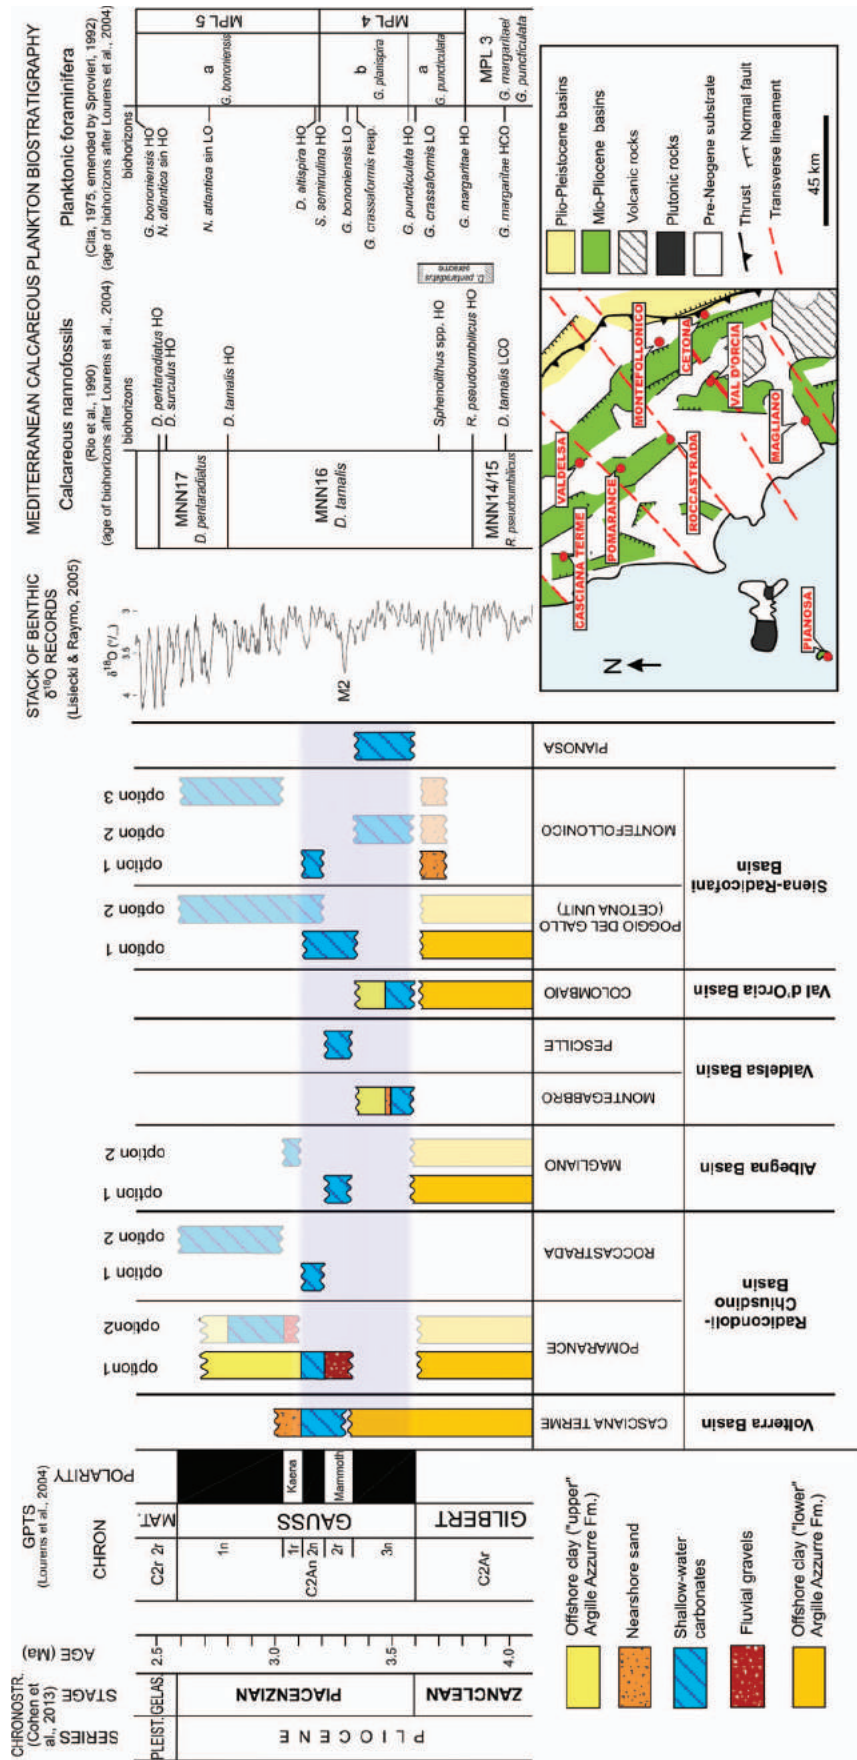 MEDITERRANEAN CALCAREOUS PLANKTON BIOSTRATIGRAPHY
Planktonic foraminifera
(Cita, 1975, emended by Sprovieri, 1992)
(age of biohorizons after Lourens et al., 2004)
biohorizons
G. bononiensis HO
N. atlantica sin HO
N. atlantica sin LO
D. altispira HO
S. seminulina HO
G. bononiensis LO
G. crassaformis reap.
G. puncticulata HO
G. crassaformis LO
G. margaritae HO
G. margaritae HCO
MPL 5
a
G. bononiensis
MPL 4
b
G. planispira
a
G. puncticulata
MPL 3
G. margaritae/
G. puncticulata
Calcareous nannofossils
(Rio et al., 1990)
(age of biohorizons after Lourens et al., 2004)
biohorizons
D. pentaradiatus HO
D. surculus HO
D. tamalis HO
D. pentaradiatus
paracme
Sphenolithus spp. HO
R. pseudoumbilicus HO
D. tamalis LCO
MNN17
D. pentaradiatus
MNN16
D. tamalis
MNN14/15
R. pseudoumbilicus
STACK OF BENTHIC
δ18O RECORDS
(Lisiecki & Raymo, 2005)
δ18O (°/..)
3
3.5
4
M2
Plio-Pleistocene basins
Mio-Pliocene basins
Volcanic rocks
Plutonic rocks
Pre-Neogene substrate
Thrust
Normal fault
Transverse lineament
45 km
N
CASCIANA TERME
VALDELSA
POMARANCE
ROCCASTRADA
MONTEFOLLONICO
CETONA
VAL D'ORCIA
MAGLIANO
PIANOSA
PIANOSA
option 3
option 2
option 1
MONTEFOLLONICO
option 2
option 1
POGGIO DEL GALLO
(CETONA UNIT)
Siena-Radicofani
Basin
COLOMBAIO
Val d'Orcia Basin
PESCILLE
MONTEGABBRO
Valdelsa Basin
option 2
option 1
MAGLIANO
Albegna Basin
option 2
option 1
ROCCASTRADA
option2
option1
POMARANCE
Radicondoli-
Chiusdino
Basin
CASCIANA TERME
Volterra Basin
GPTS
(Lourens et al., 2004)
POLARITY
CHRON
Kaena
Mammoth
MAT.
GAUSS
GILBERT
C2r
2r
1n
1r
2n
2r
3n
C2An
C2Ar
AGE (Ma)
2.5
3.0
3.5
4.0
CHRONOSTR.
(Cohen et
al., 2013)
STAGE
SERIES
GELAS.
PIACENZIAN
ZANCLEAN
PLEIST.
PLIOCENE
Offshore clay ("upper"
Argille Azzurre Fm.)
Nearshore sand
Shallow-water
carbonates
Fluvial gravels
Offshore clay ("lower"
Argille Azzurre Fm.)